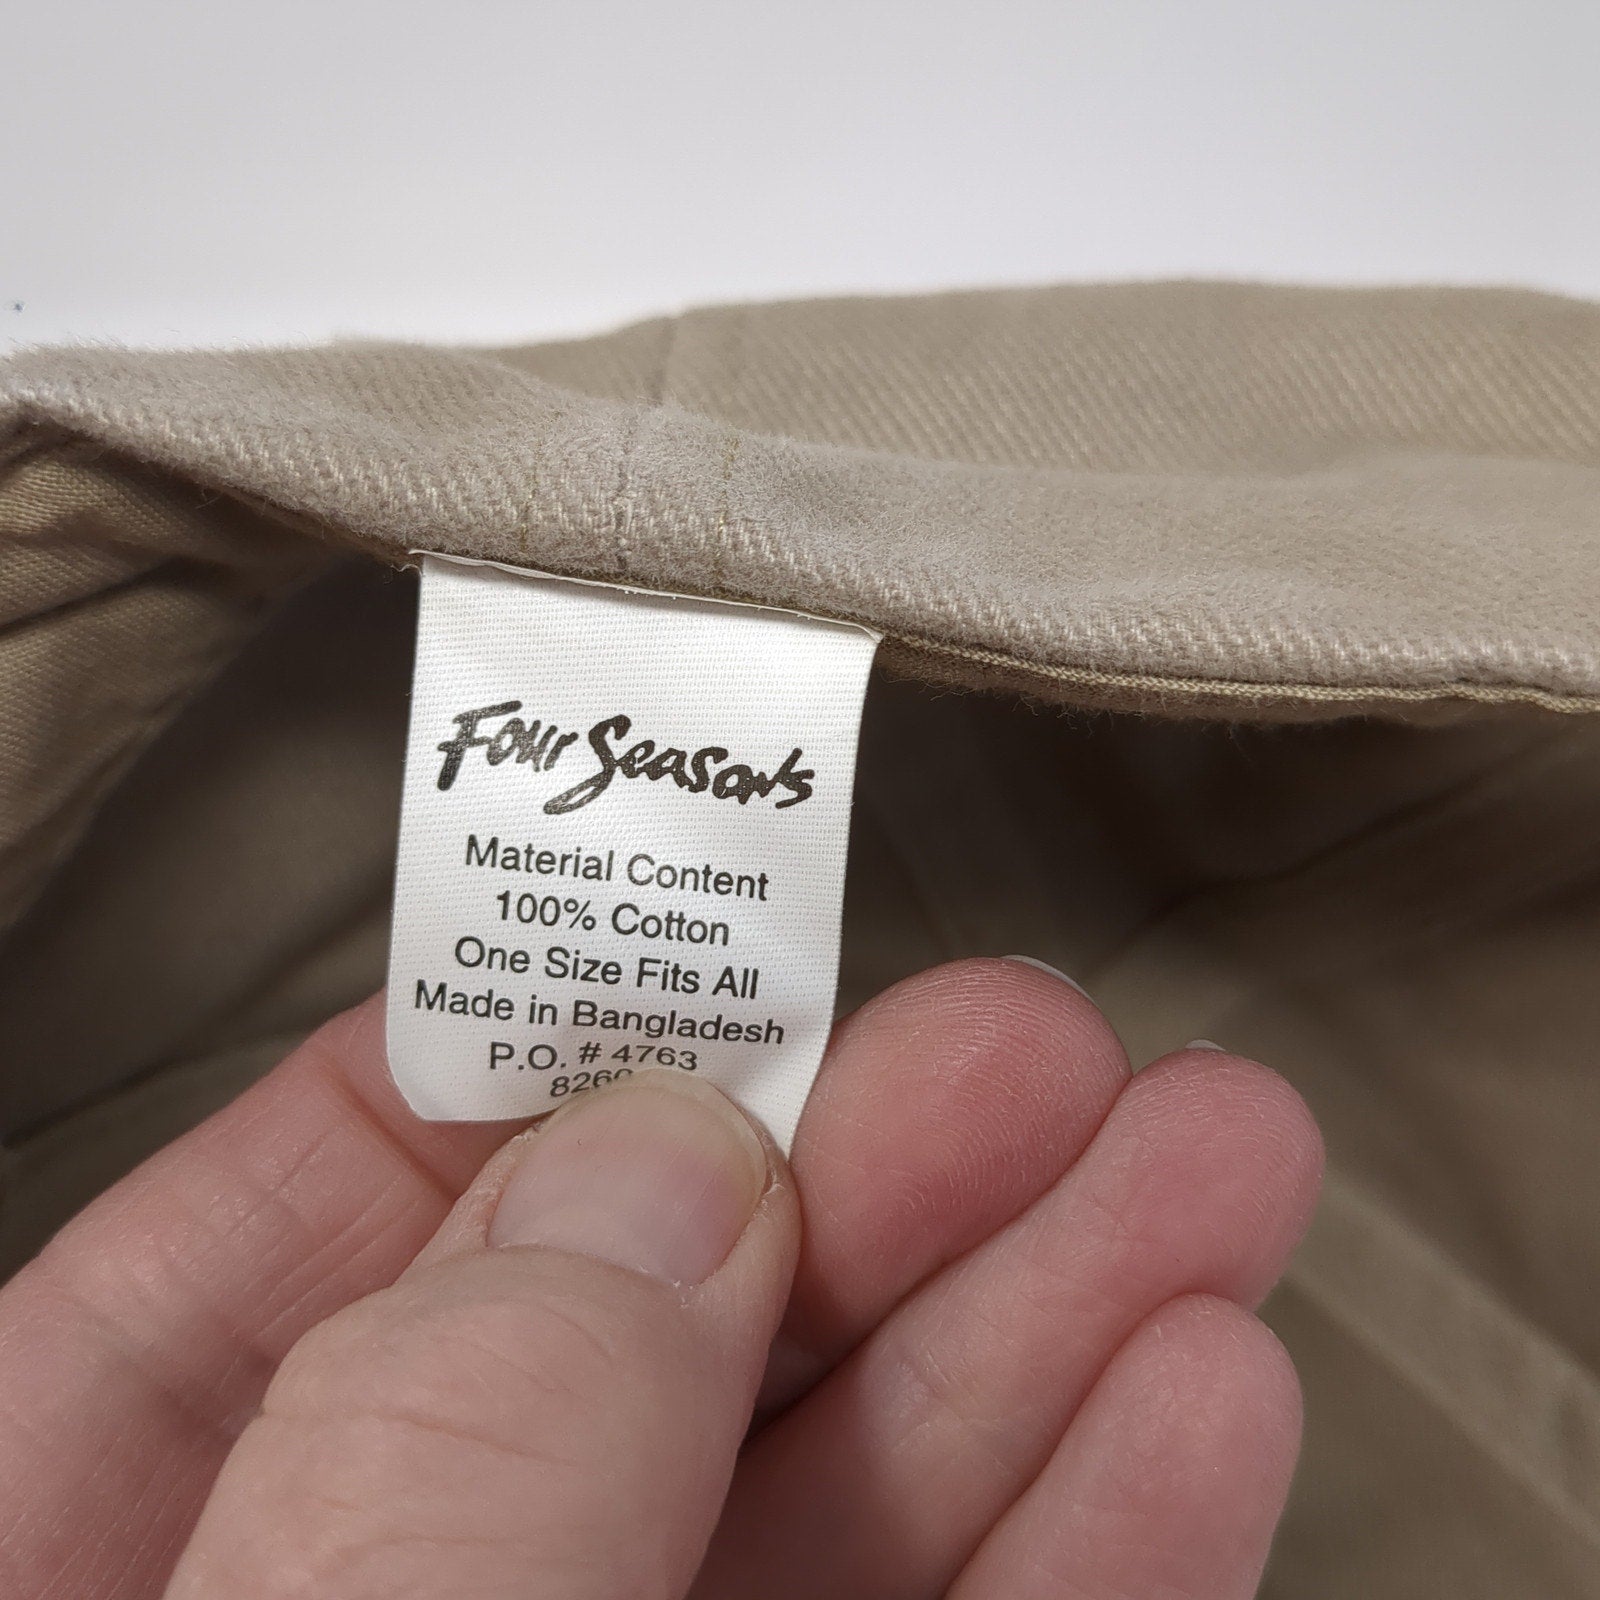 Four Seasons
Material Content
100% Cotton
One Size Fits All
Made in Bangladesh
P.O. # 4763